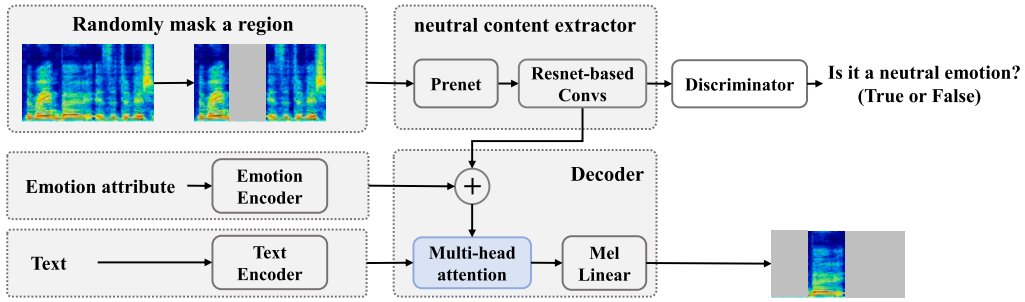 Randomly mask a region
neutral content extractor
Prenet
Resnet-based
Convs
Discriminator
Is it a neutral emotion?
(True or False)
Emotion attribute
Emotion
Encoder
+
Decoder
Text
Text
Encoder
Multi-head
attention
Mel
Linear